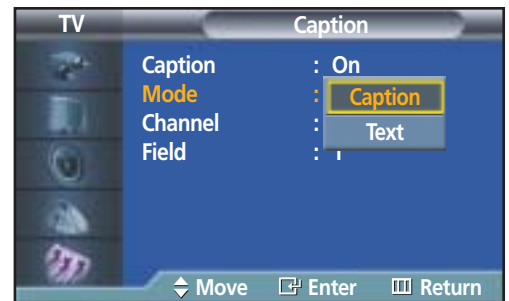 TV Caption
Caption : On
Mode : Caption
Channel : Text
Field :
Move Enter Return